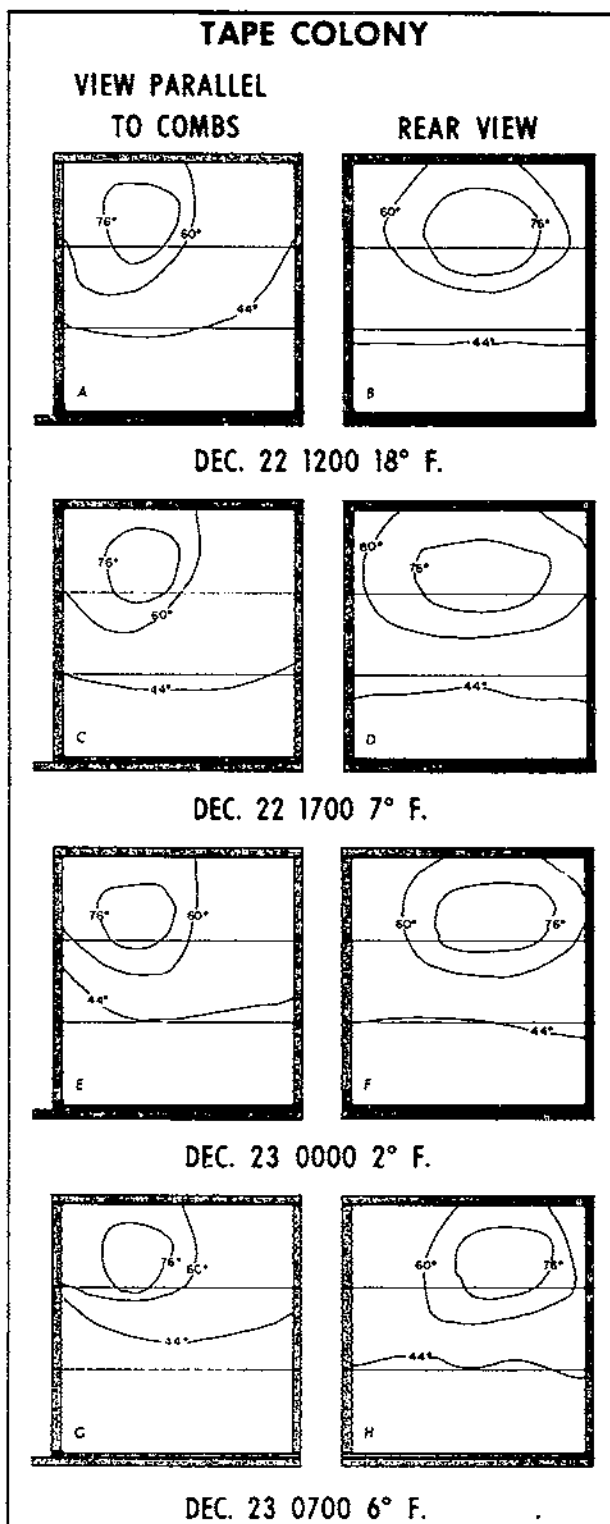 TAPE COLONY
VIEW PARALLEL
TO COMBS
REAR VIEW
76°
60°
44°
A
60°
76°
44°
B
DEC. 22 1200 18° F.
76°
60°
44°
C
60°
76°
44°
D
DEC. 22 1700 7° F.
76°
60°
44°
E
60°
76°
44°
F
DEC. 23 0000 2° F.
76°
60°
44°
G
60°
76°
44°
H
DEC. 23 0700 6° F.